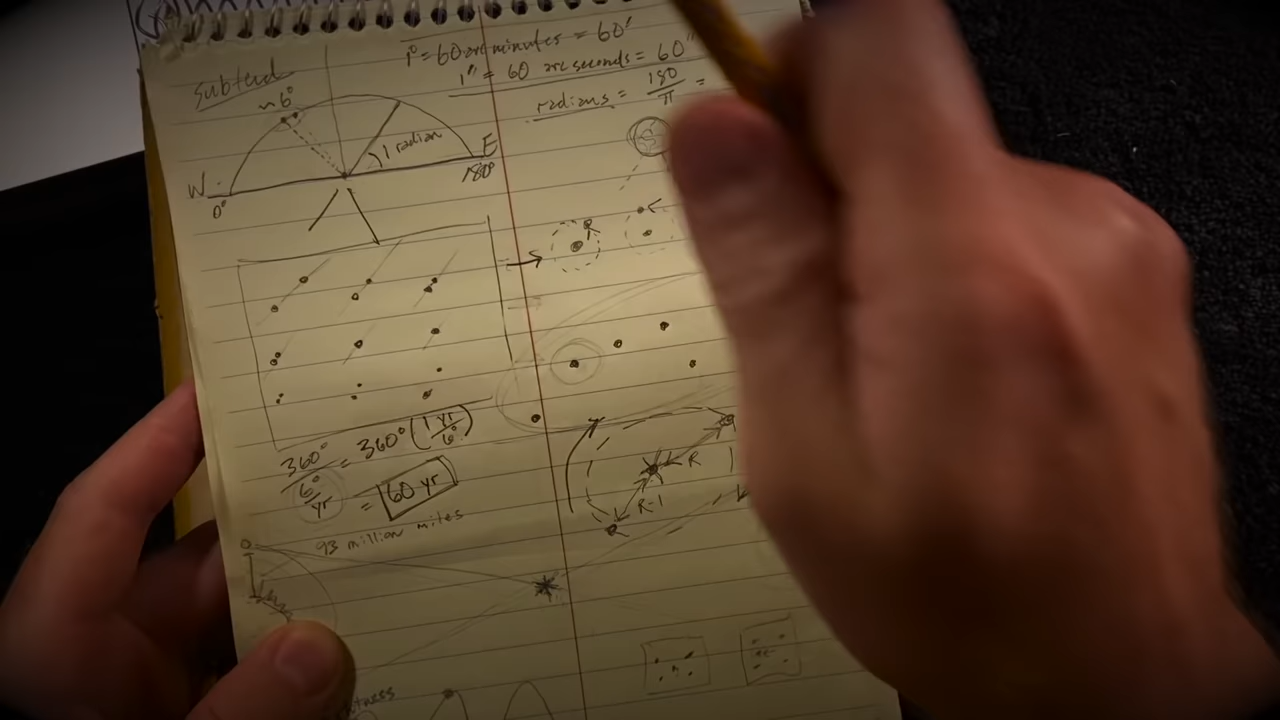 1° = 60 arc minutes = 60'
1" = 60 arc seconds = 60"
radians = 180/π =
Subtend
~6°
1 radian
W
E
0°
180°
S
R
360° / 6°/yr = 360° (1 yr / 6°)
= 60 yr
R
R-1
R
93 million miles